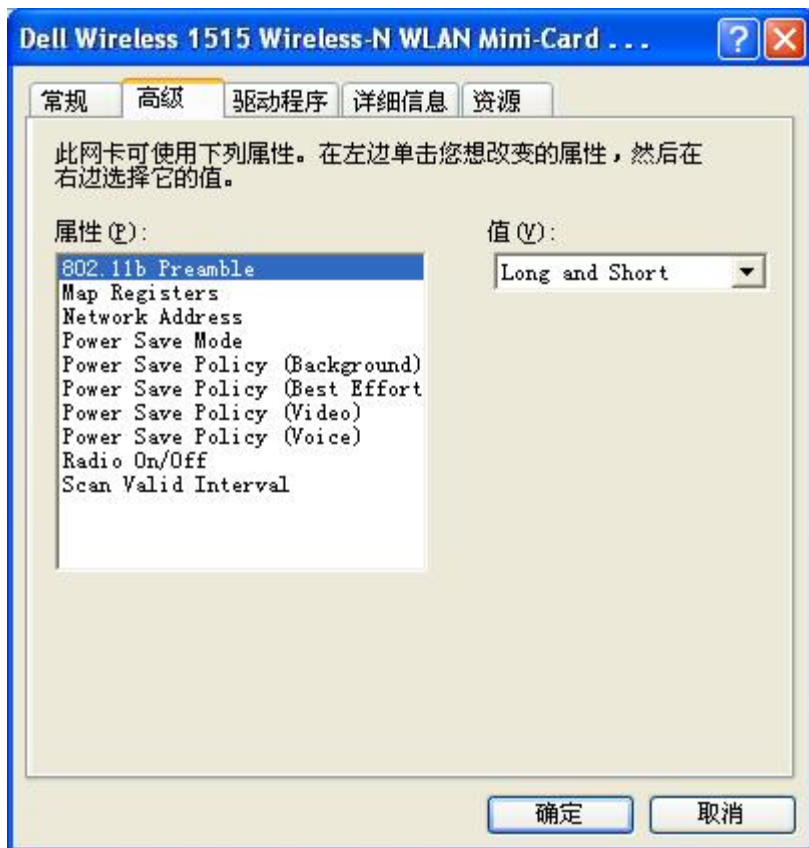 Dell Wireless 1515 Wireless-N WLAN Mini-Card ...
常规 高级 驱动程序 详细信息 资源
此网卡可使用下列属性。在左边单击您想改变的属性，然后在
右边选择它的值。
属性(P):
值(V):
802.11b Preamble
Long and Short
Map Registers
Network Address
Power Save Mode
Power Save Policy (Background)
Power Save Policy (Best Effort
Power Save Policy (Video)
Power Save Policy (Voice)
Radio On/Off
Scan Valid Interval
确定 取消